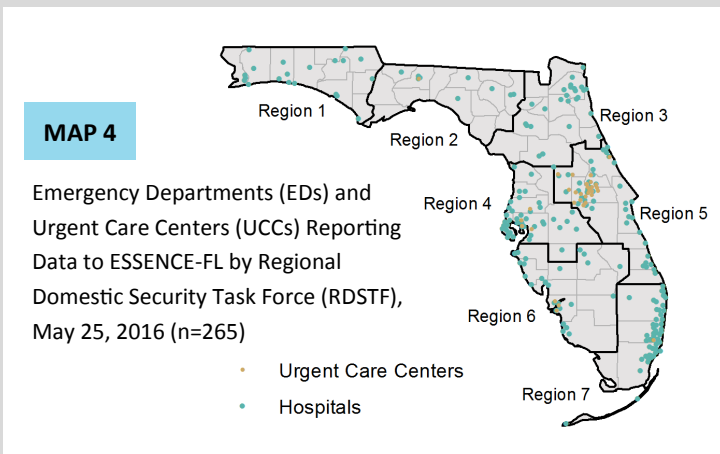 MAP 4
Emergency Departments (EDs) and
Urgent Care Centers (UCCs) Reporting
Data to ESSENCE-FL by Regional
Domestic Security Task Force (RDSTF),
May 25, 2016 (n=265)
Region 1
Region 2
Region 3
Region 4
Region 5
Region 6
Region 7
Urgent Care Centers
Hospitals